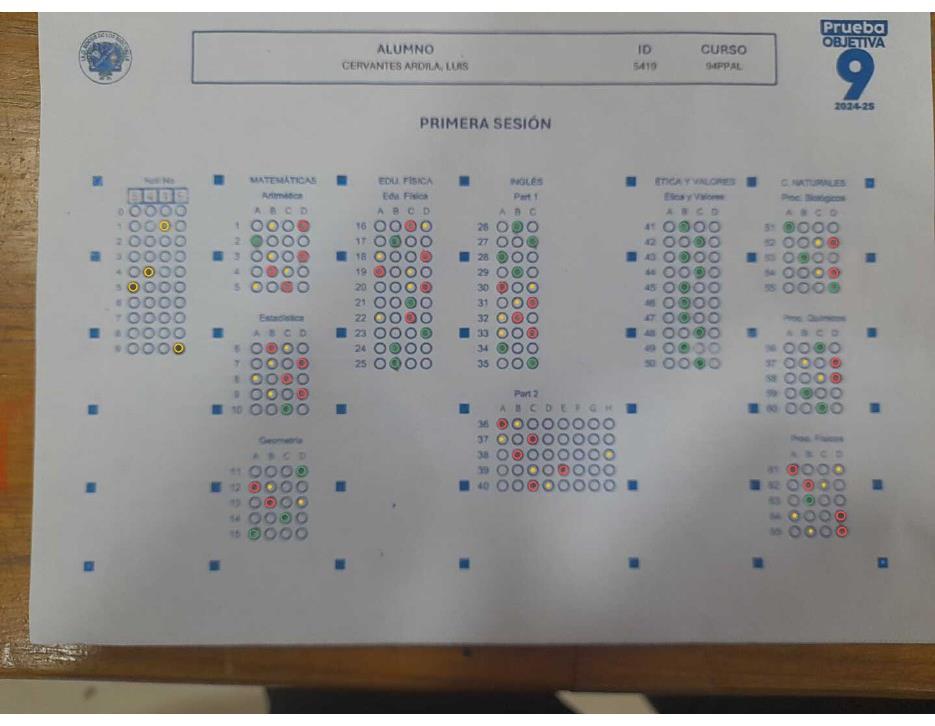 Prueba
OBJETIVA
9
2024-25
ALUMNO ID CURSO
CERVANTES ARDILA, LUIS 5419 94PPAL
PRIMERA SESIÓN
MATEMÁTICAS EDU. FÍSICA INGLÉS ÉTICA Y VALORES C. NATURALES
Aritmética Edu. Física Part 1 Ética y Valores Proc. Biológicos
A B C D A B C D A B C A B C D A B C D
0
1 1 16 26 41 51
2 2 17 27 42 52
3 3 18 28 43 53
4 4 19 29 44 54
5 5 20 30 45 55
6 21 31 46
7 Estadística 22 32 47 Proc. Químicos
A B C D A B C D
8 6 23 33 48 56
9 7 24 34 49 57
8 25 35 50 58
9 59
10 60
Part 2
A B C D E F G H
Geometría 36 Proc. Físicos
A B C D 37 A B C D
11 38 61
12 39 62
13 40 63
14 64
15 65